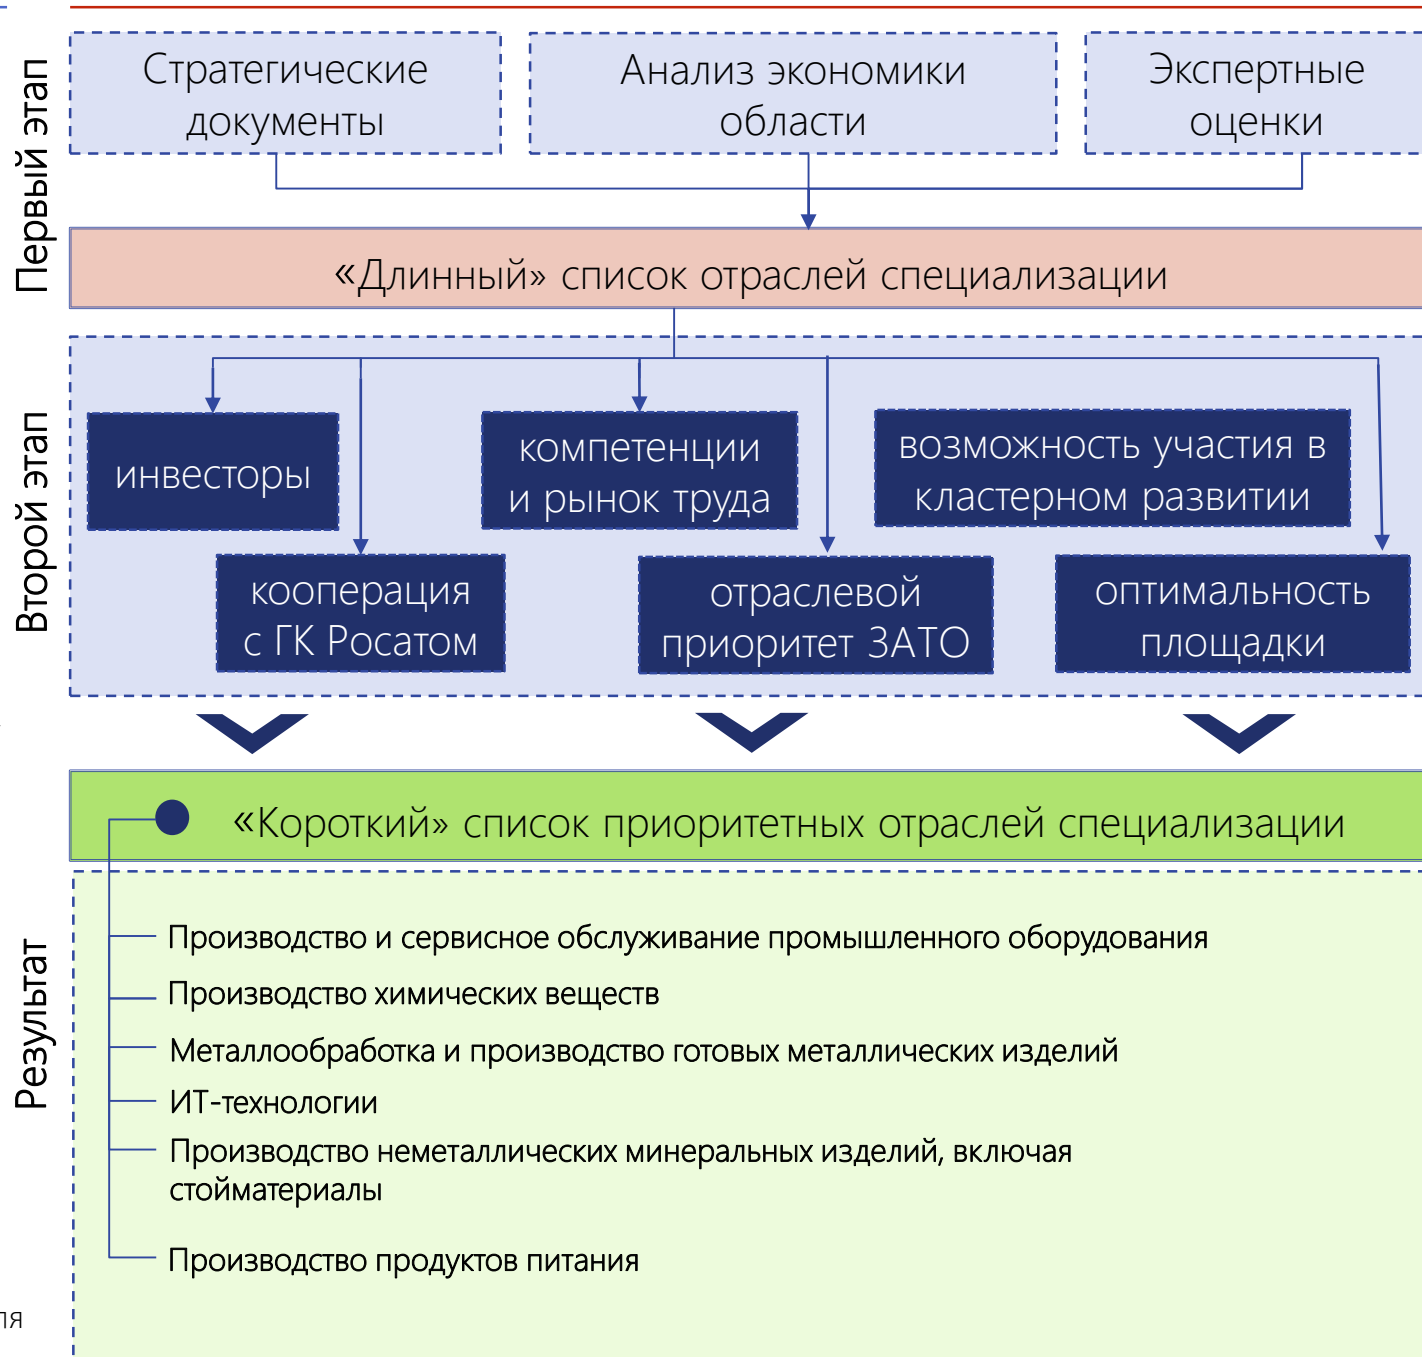 Первый этап
Стратегические
документы
Анализ экономики
области
Экспертные
оценки
«Длинный» список отраслей специализации
Второй этап
инвесторы
компетенции
и рынок труда
возможность участия в
кластерном развитии
кооперация
с ГК Росатом
отраслевой
приоритет ЗАТО
оптимальность
площадки
«Короткий» список приоритетных отраслей специализации
Результат
Производство и сервисное обслуживание промышленного оборудования
Производство химических веществ
Металлообработка и производство готовых металлических изделий
ИТ-технологии
Производство неметаллических минеральных изделий, включая
стойматериалы
Производство продуктов питания